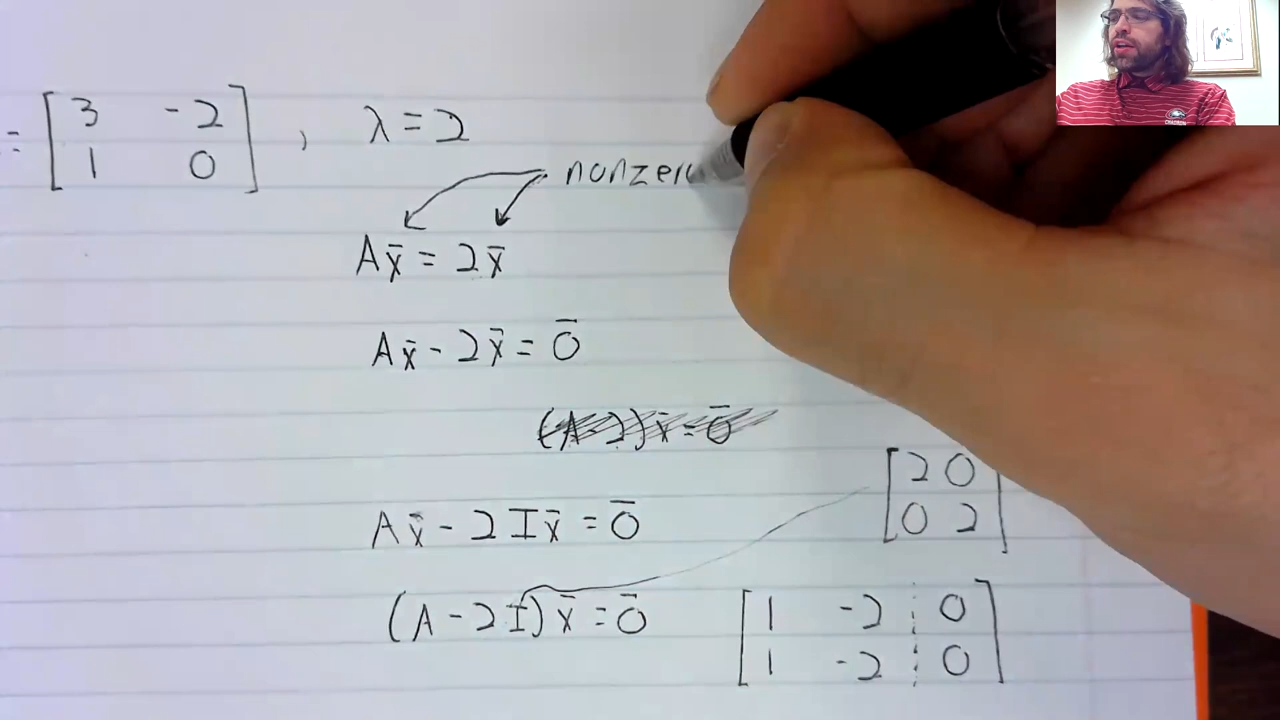 = [ 3 -2 ] , λ = 2
[ 1 0 ]
nonzero
Ax̄ = 2x̄
Ax̄ - 2x̄ = 0̄
(A - 2)x̄ = 0̄
[ 2 0 ]
[ 0 2 ]
Ax̄ - 2Ix̄ = 0̄
(A - 2I)x̄ = 0̄
[ 1 -2 ¦ 0 ]
[ 1 -2 ¦ 0 ]